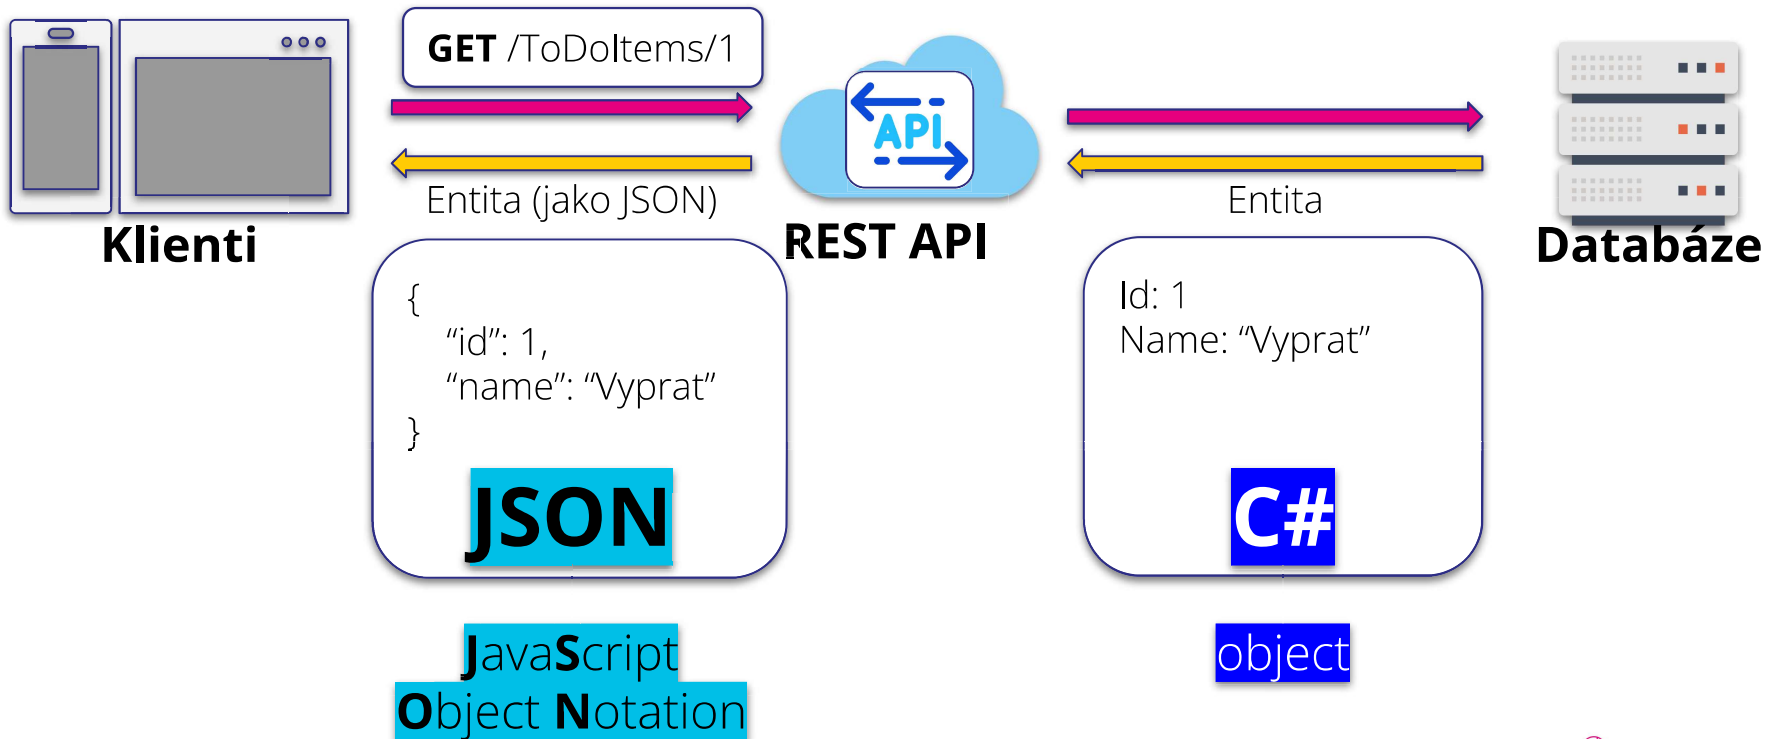 GET /ToDoItems/1
API
Entita (jako JSON)
Entita
Klienti
REST API
Databáze
{
“id”: 1,
“name”: “Vyprat”
}
JSON
Id: 1
Name: “Vyprat”
C#
JavaScript
Object Notation
object